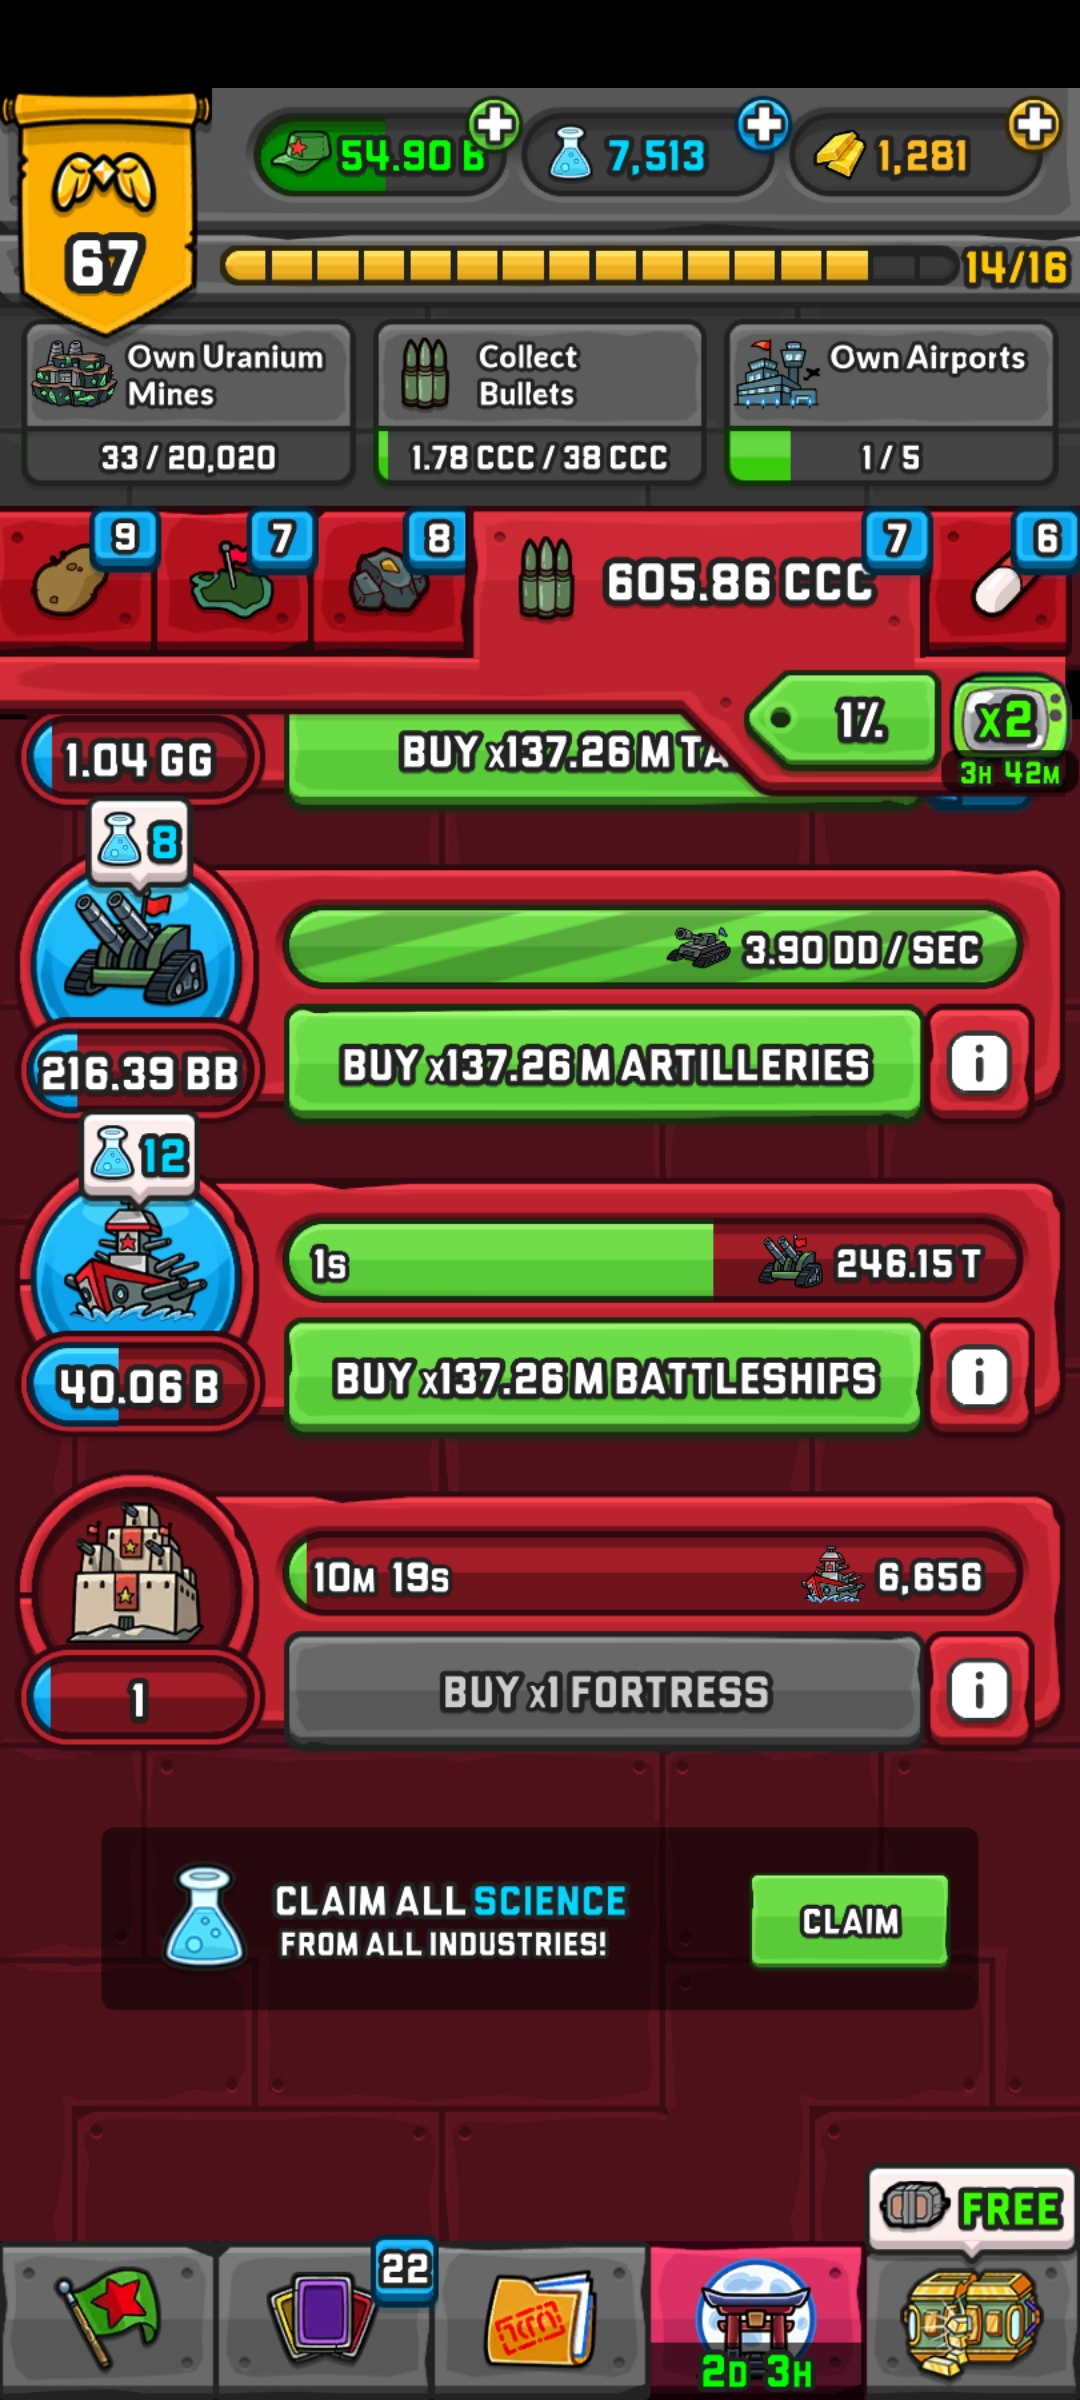 54.90 B
7,513
1,281
67
14/16
Own Uranium
Mines
33 / 20,020
Collect
Bullets
1.78 CCC / 38 CCC
Own Airports
1 / 5
9
7
8
605.86 CCC
7
6
1%
x2
3H 42M
1.04 GG
BUY x137.26 M TA
8
3.90 DD / SEC
216.39 BB
BUY x137.26 M ARTILLERIES
i
12
1s
246.15 T
40.06 B
BUY x137.26 M BATTLESHIPS
i
10M 19s
6,656
1
BUY x1 FORTRESS
i
CLAIM ALL SCIENCE
FROM ALL INDUSTRIES!
CLAIM
FREE
22
2D 3H